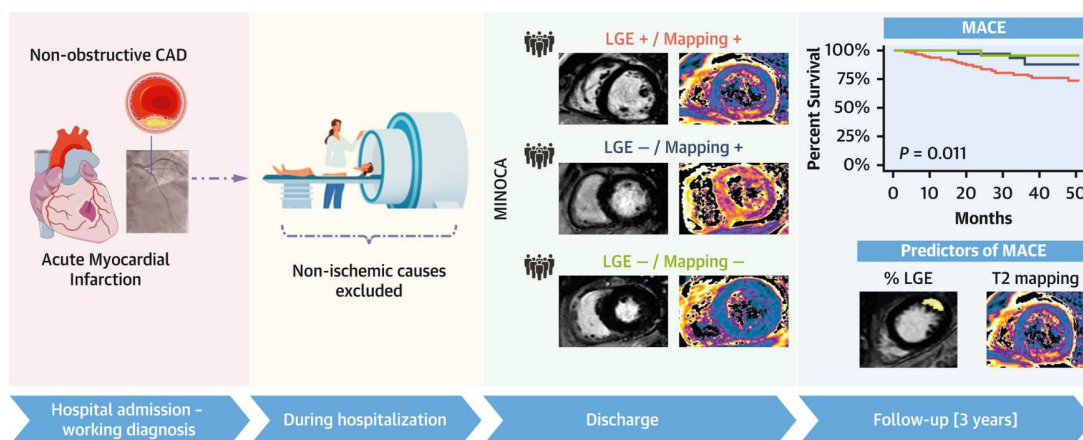 Non-obstructive CAD
Acute Myocardial
Infarction
Non-ischemic causes
excluded
MINOCA
LGE + / Mapping +
LGE − / Mapping +
LGE − / Mapping −
MACE
Percent Survival
100%
75%
50%
25%
0%
P = 0.011
0 10 20 30 40 50
Months
Predictors of MACE
% LGE T2 mapping
Hospital admission –
working diagnosis
During hospitalization
Discharge
Follow-up [3 years]